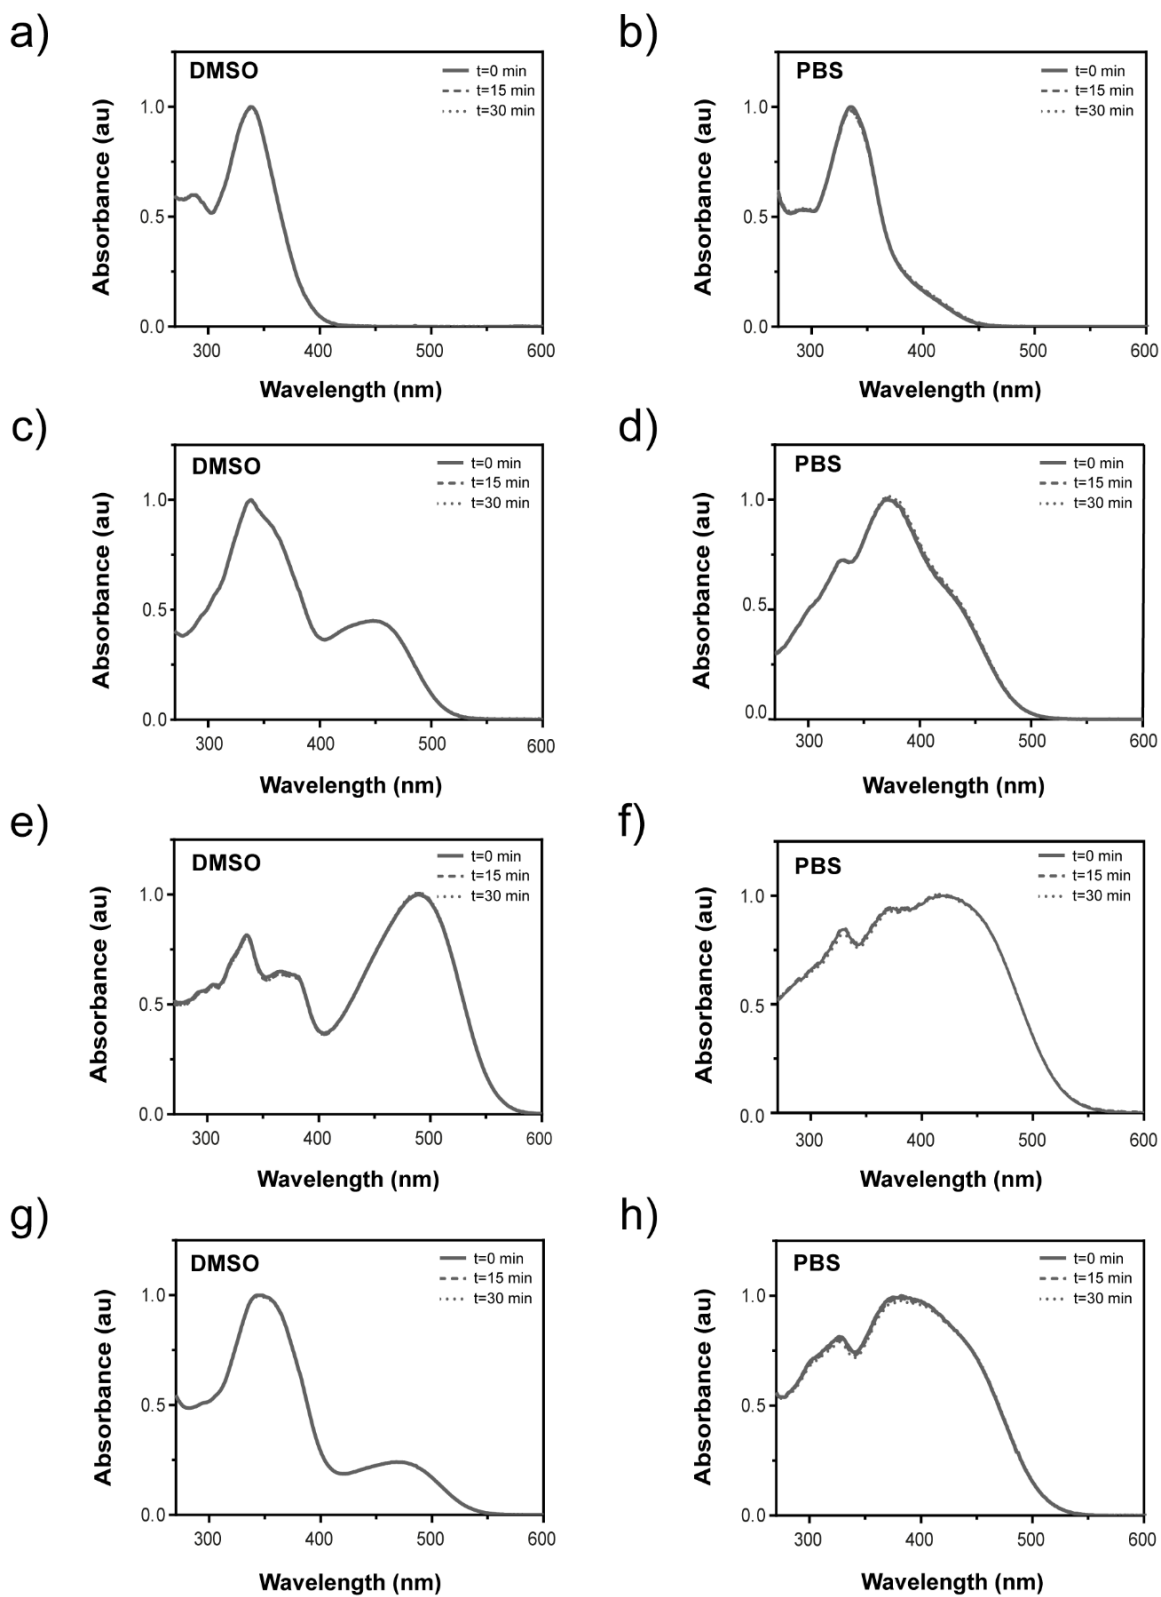 a)
DMSO
t=0 min
t=15 min
t=30 min
1.0
0.5
0.0
Absorbance (au)
300 400 500 600
Wavelength (nm)
b)
PBS
t=0 min
t=15 min
t=30 min
1.0
0.5
0.0
Absorbance (au)
300 400 500 600
Wavelength (nm)
c)
DMSO
t=0 min
t=15 min
t=30 min
1.0
0.5
0.0
Absorbance (au)
300 400 500 600
Wavelength (nm)
d)
PBS
t=0 min
t=15 min
t=30 min
1.0
0.5
0.0
Absorbance (au)
300 400 500 600
Wavelength (nm)
e)
DMSO
t=0 min
t=15 min
t=30 min
1.0
0.5
0.0
Absorbance (au)
300 400 500 600
Wavelength (nm)
f)
PBS
t=0 min
t=15 min
t=30 min
1.0
0.5
0.0
Absorbance (au)
300 400 500 600
Wavelength (nm)
g)
DMSO
t=0 min
t=15 min
t=30 min
1.0
0.5
0.0
Absorbance (au)
300 400 500 600
Wavelength (nm)
h)
PBS
t=0 min
t=15 min
t=30 min
1.0
0.5
0.0
Absorbance (au)
300 400 500 600
Wavelength (nm)